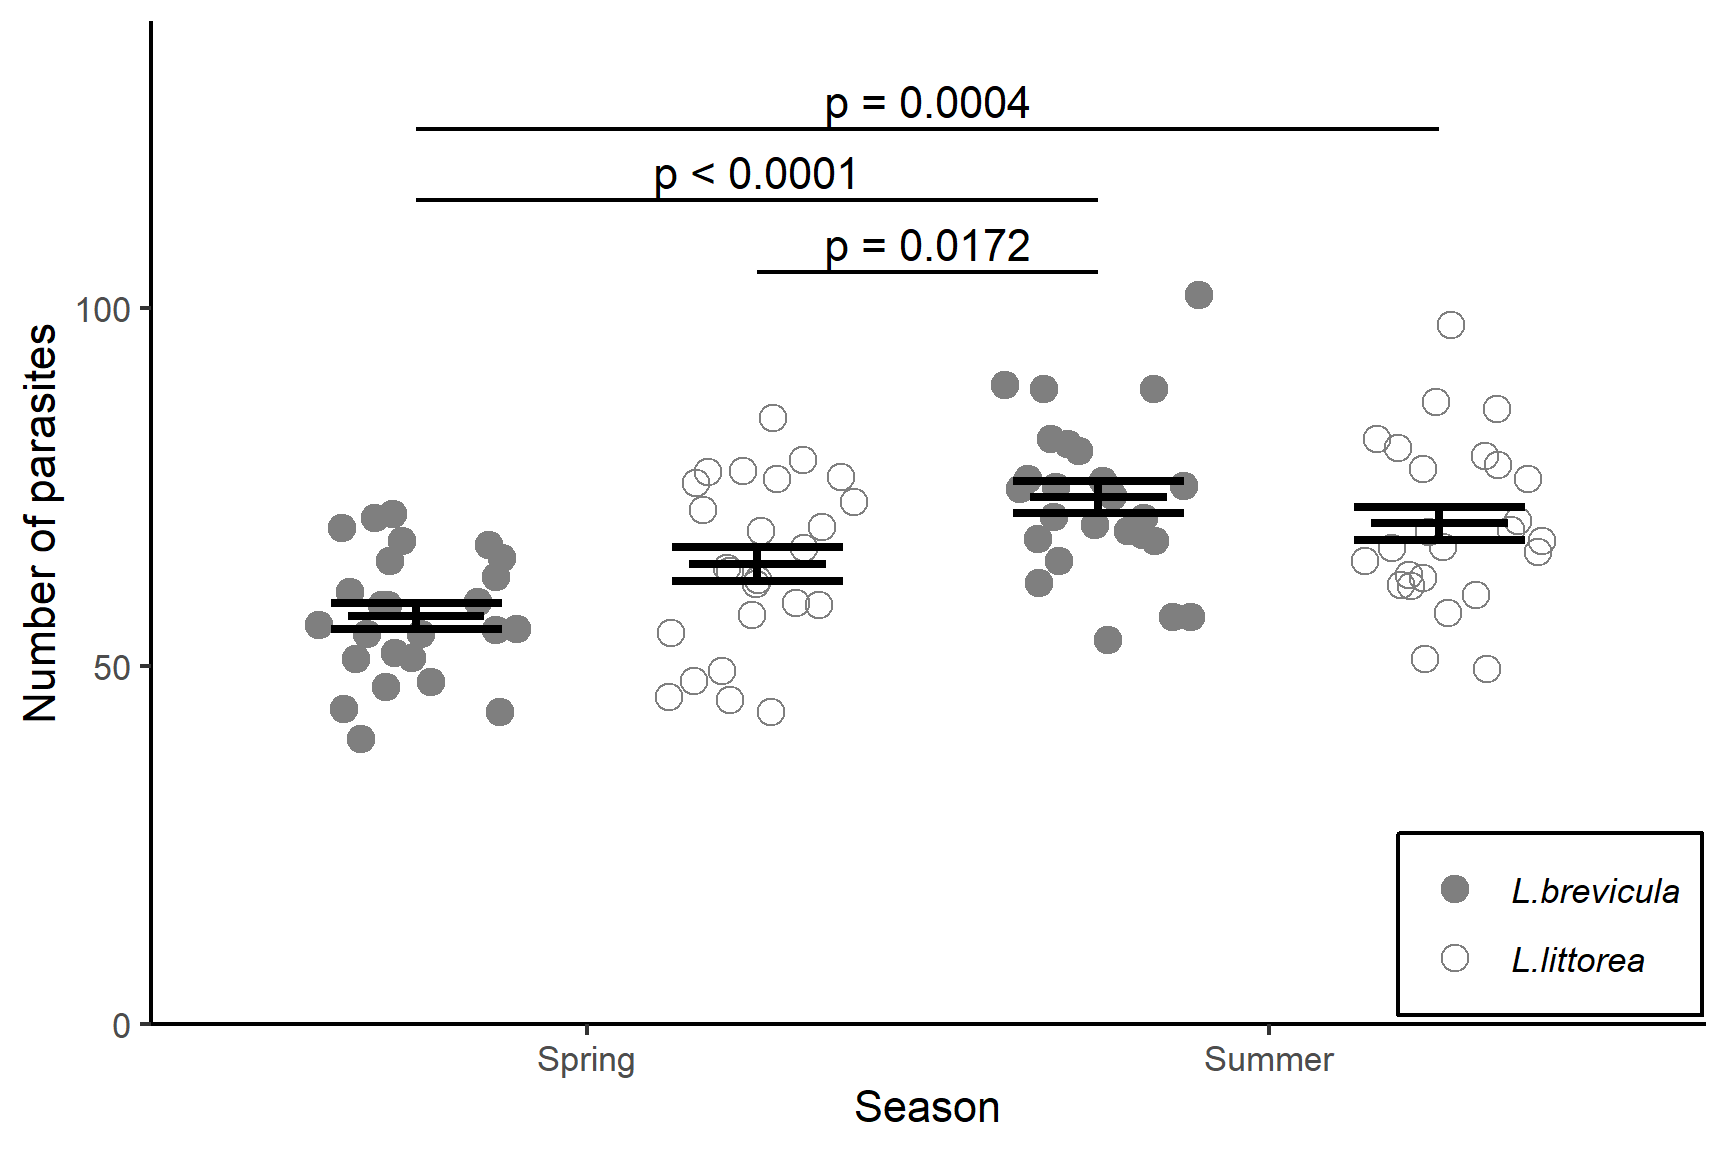 p = 0.0004
p < 0.0001
p = 0.0172
100
50
0
Number of parasites
Spring
Summer
Season
L.brevicula
L.littorea